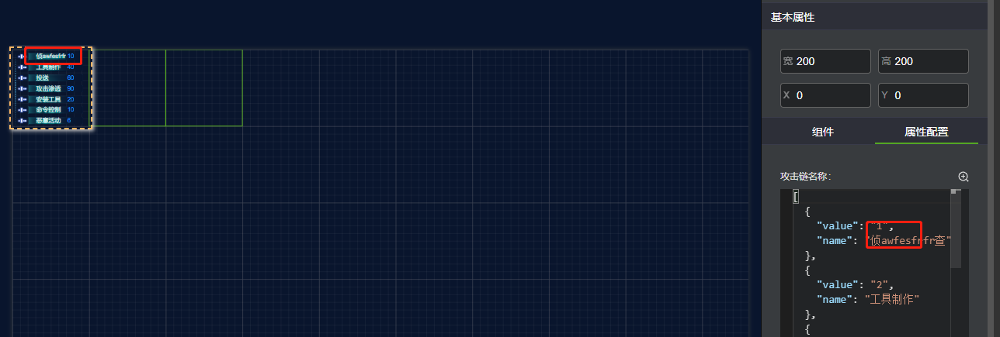 侦awfesfrfr 10
工具制作 40
投送 60
攻击渗透 90
安装工具 20
命令控制 10
恶意活动 6
基本属性
宽 200 高 200
X 0 Y 0
组件 属性配置
攻击链名称:
[
{
"value": "1",
"name": "侦awfesfrfr查"
},
{
"value": "2",
"name": "工具制作"
},
{